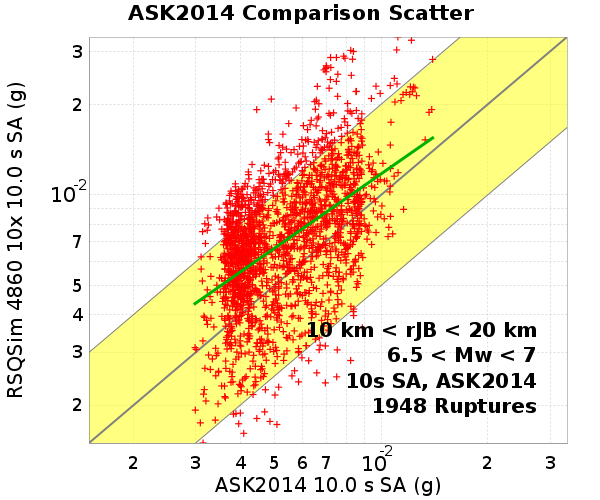 ASK2014 Comparison Scatter
RSQSim 4860 10x 10.0 s SA (g)
3
2
10^-2
7
5
4
3
2
10 km < rJB < 20 km
6.5 < Mw < 7
10s SA, ASK2014
1948 Ruptures
2 3 4 5 6 7 10^-2 2 3
ASK2014 10.0 s SA (g)